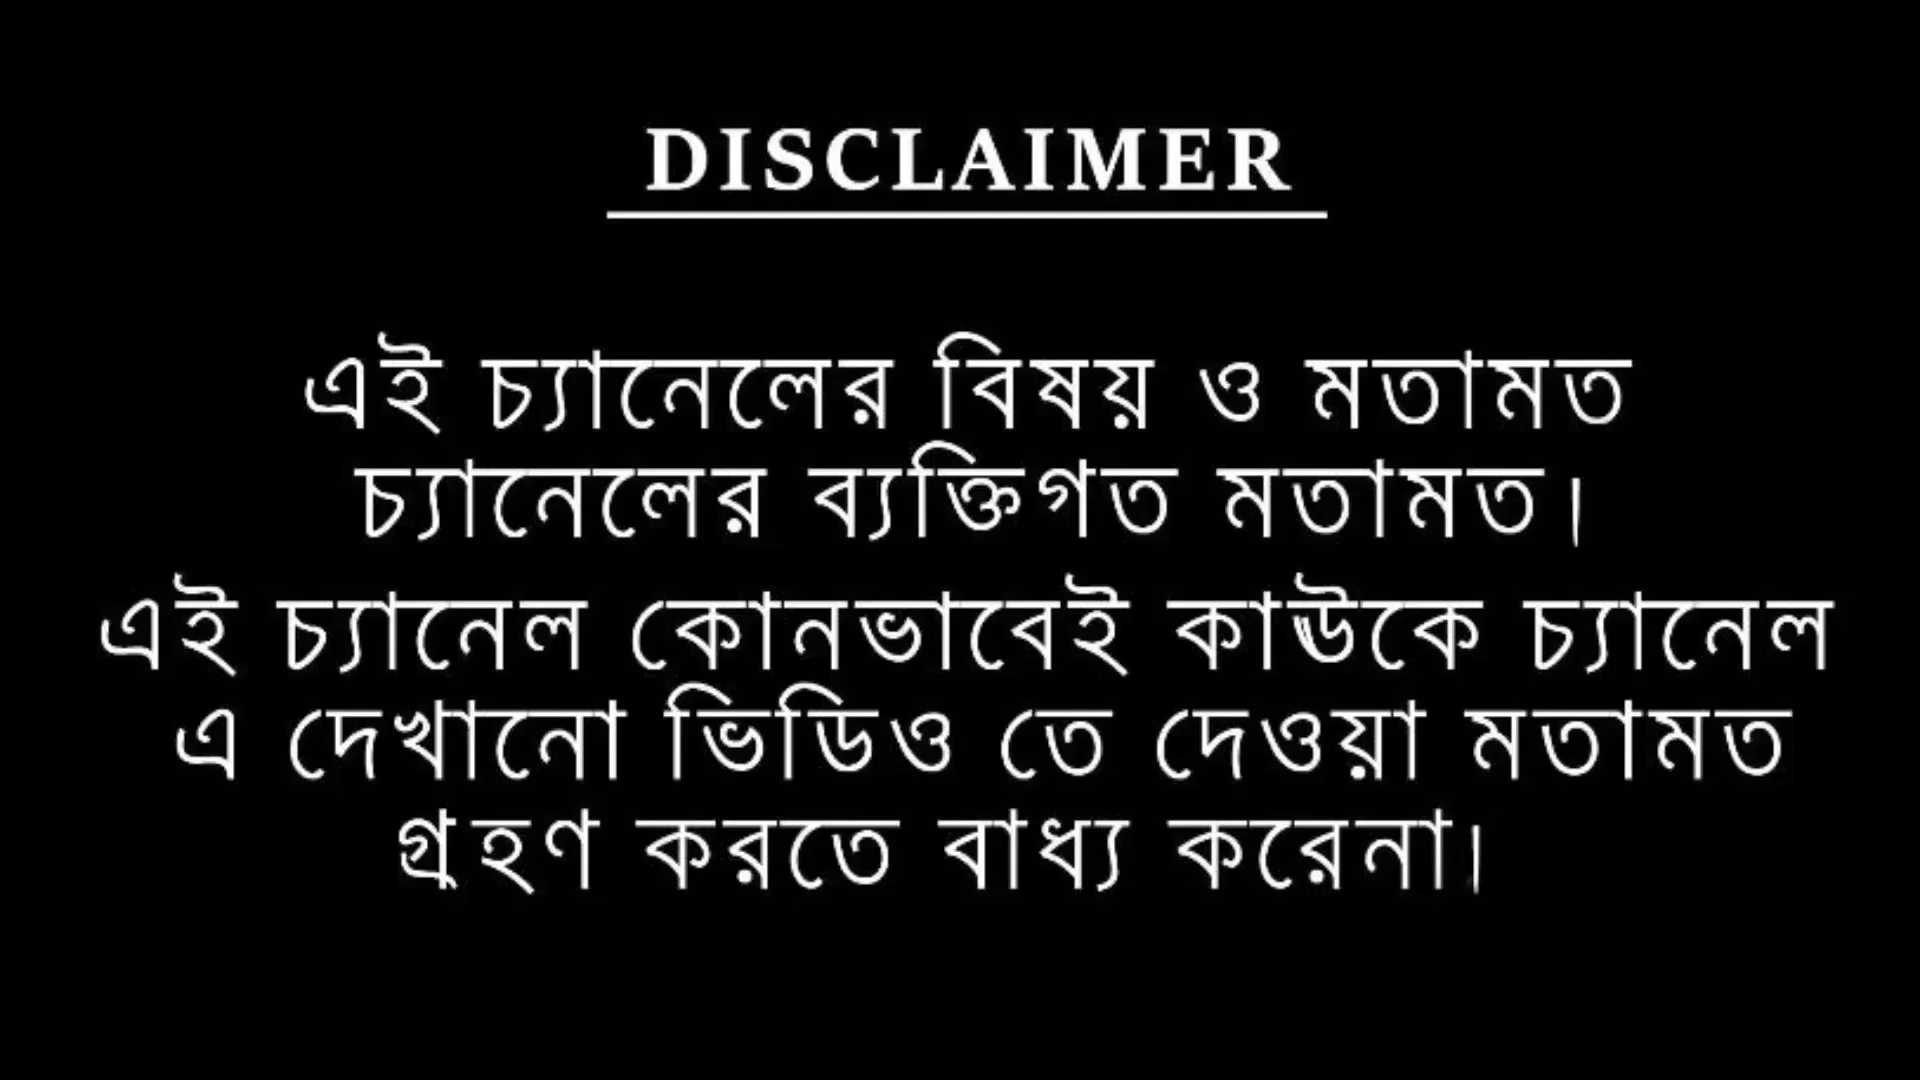 DISCLAIMER
এই চ্যানেলের বিষয় ও মতামত
চ্যানেলের ব্যক্তিগত মতামত।
এই চ্যানেল কোনভাবেই কাউকে চ্যানেল
এ দেখানো ভিডিও তে দেওয়া মতামত
গ্রহণ করতে বাধ্য করেনা।